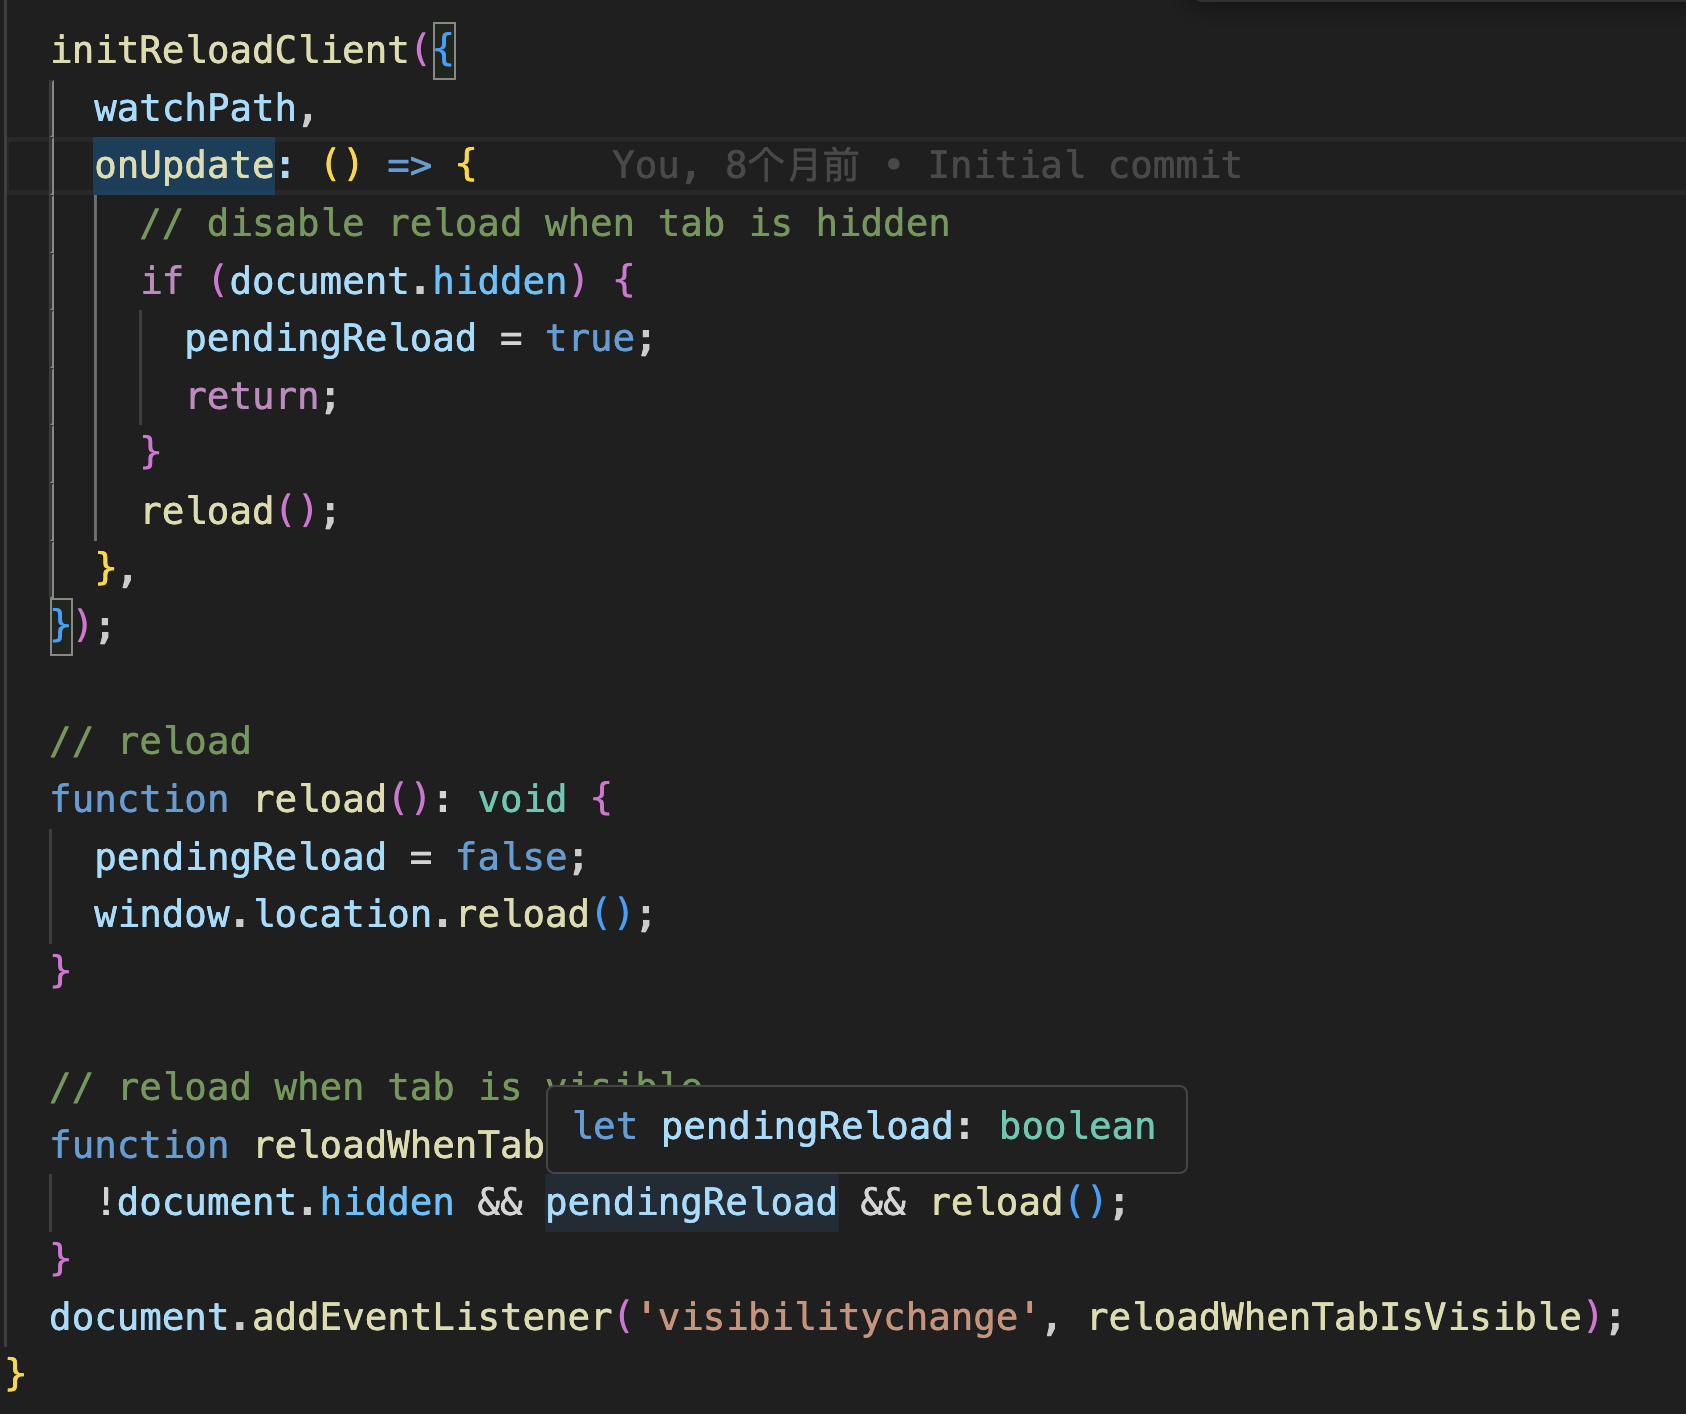 initReloadClient({
watchPath,
onUpdate: () => { You, 8个月前 • Initial commit
// disable reload when tab is hidden
if (document.hidden) {
pendingReload = true;
return;
}
reload();
},
});
// reload
function reload(): void {
pendingReload = false;
window.location.reload();
}
// reload when tab is visible
let pendingReload: boolean
function reloadWhenTab
!document.hidden && pendingReload && reload();
}
document.addEventListener('visibilitychange', reloadWhenTabIsVisible);
}